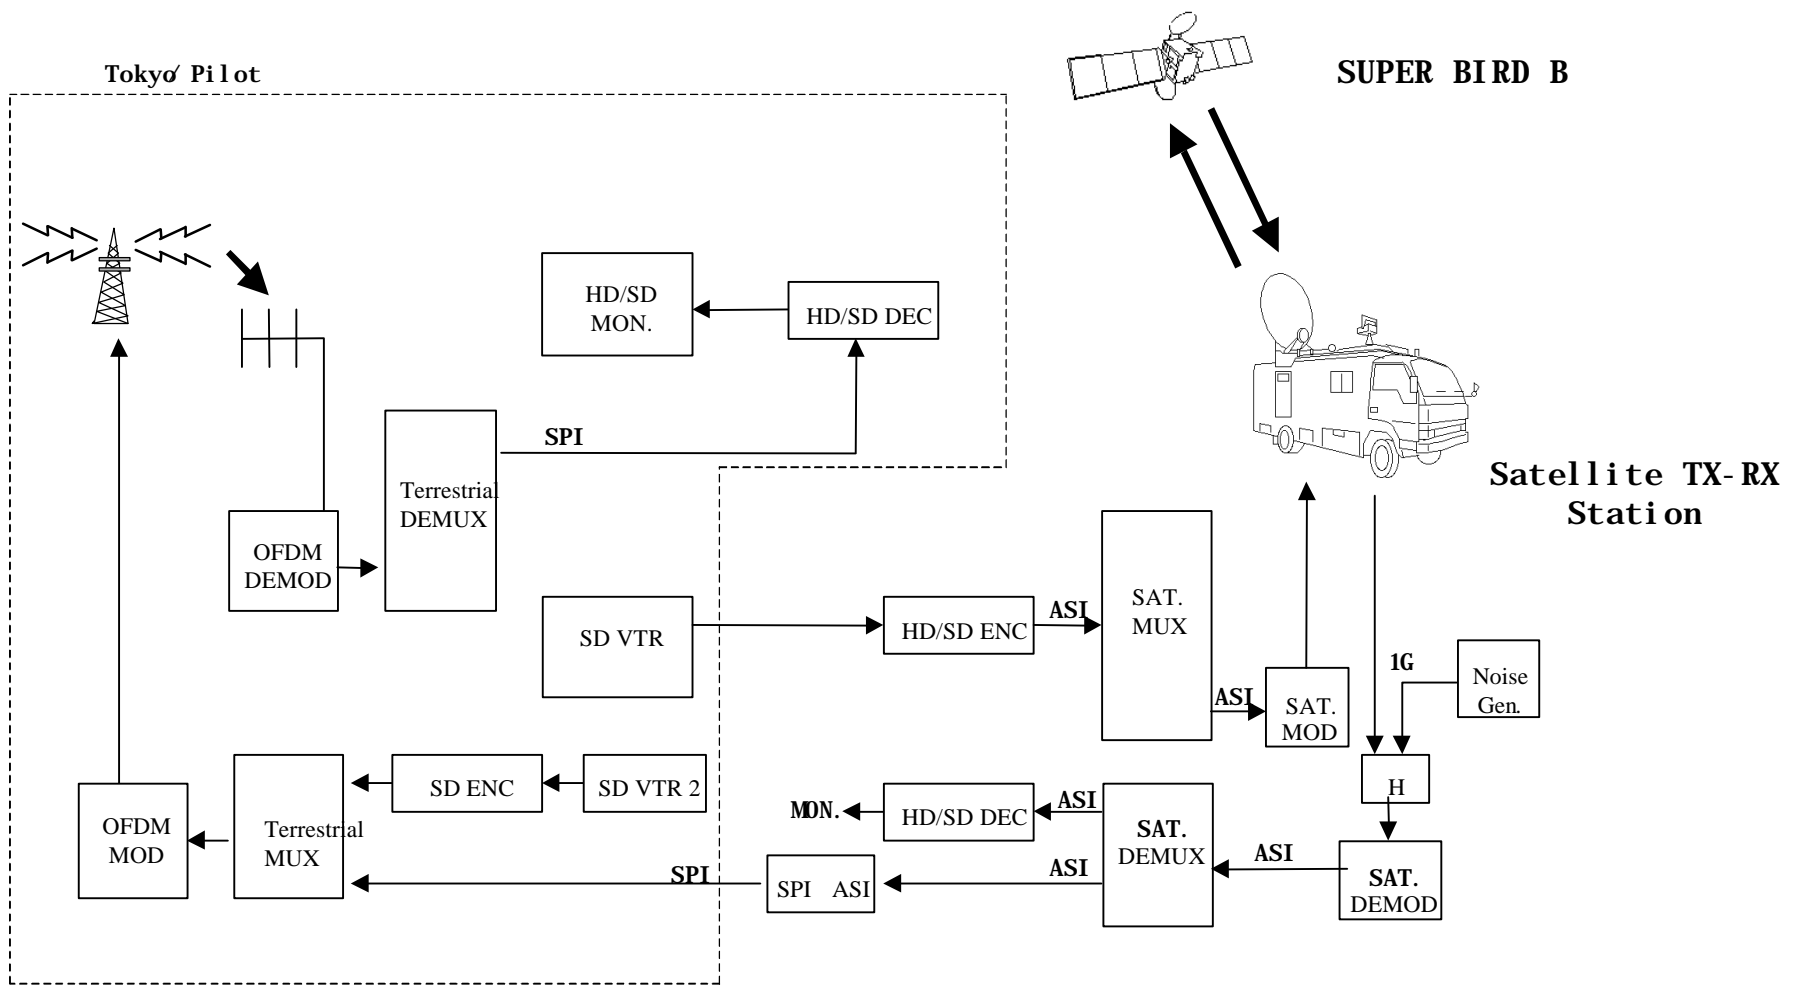 Tokyo/ Pilot
SUPER BIRD B
HD/SD
MON.
HD/SD DEC
SPI
Terrestrial
DEMUX
OFDM
DEMOD
Satellite TX-RX
Station
SD VTR
HD/SD ENC
ASI
SAT.
MUX
ASI
SAT.
MOD
1G
Noise
Gen.
H
SD ENC
SD VTR 2
OFDM
MOD
Terrestrial
MUX
MON.
HD/SD DEC
ASI
SAT.
DEMUX
ASI
SAT.
DEMOD
SPI
SPI ASI
ASI